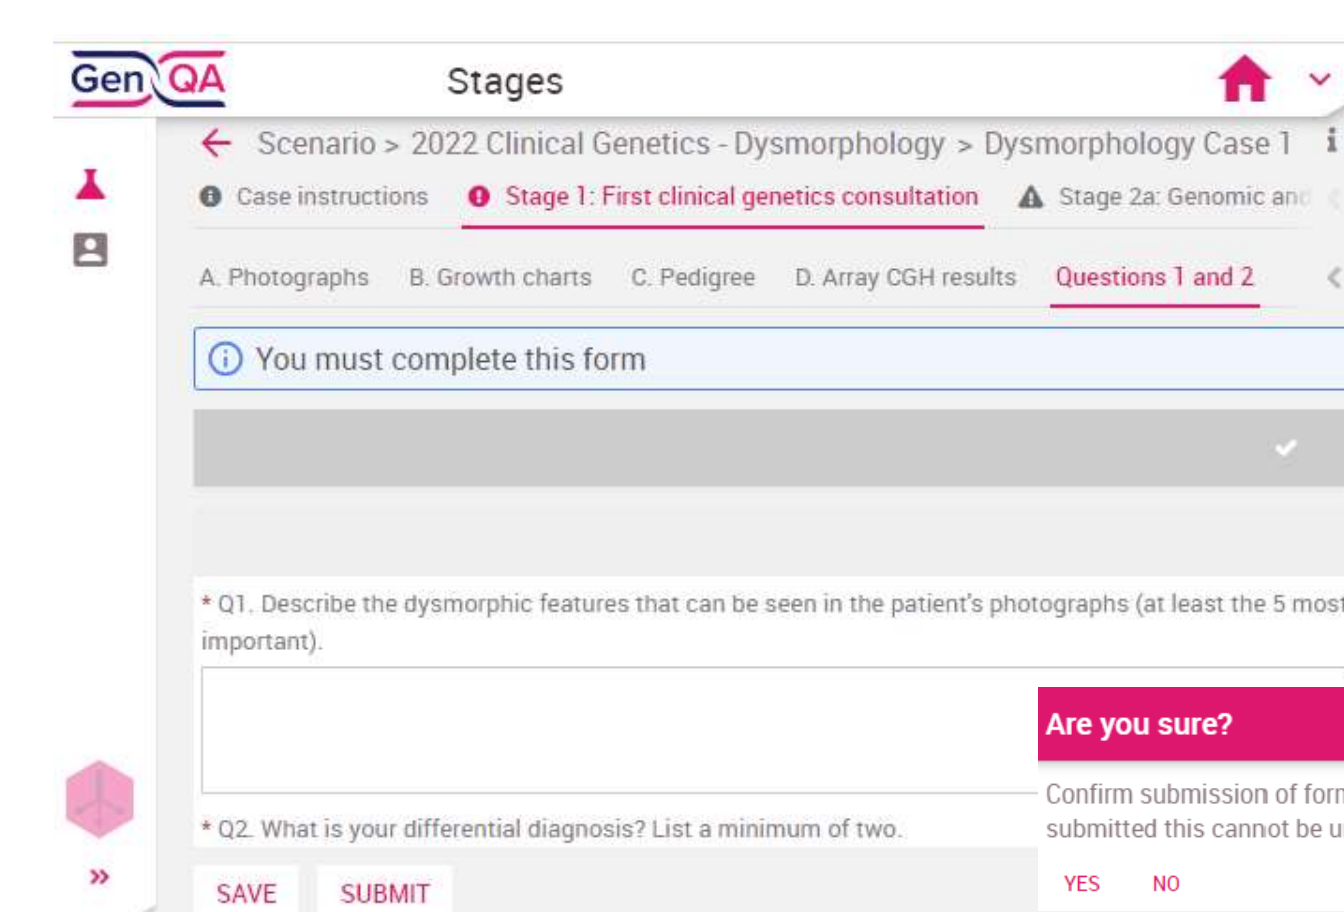 Gen QA
Stages
Scenario > 2022 Clinical Genetics - Dysmorphology > Dysmorphology Case 1
Case instructions
Stage 1: First clinical genetics consultation
Stage 2a: Genomic and
A. Photographs
B. Growth charts
C. Pedigree
D. Array CGH results
Questions 1 and 2
You must complete this form
* Q1. Describe the dysmorphic features that can be seen in the patient's photographs (at least the 5 most
important).
Are you sure?
Confirm submission of
submitted this cannot be
YES
NO
* Q2. What is your differential diagnosis? List a minimum of two.
SAVE
SUBMIT